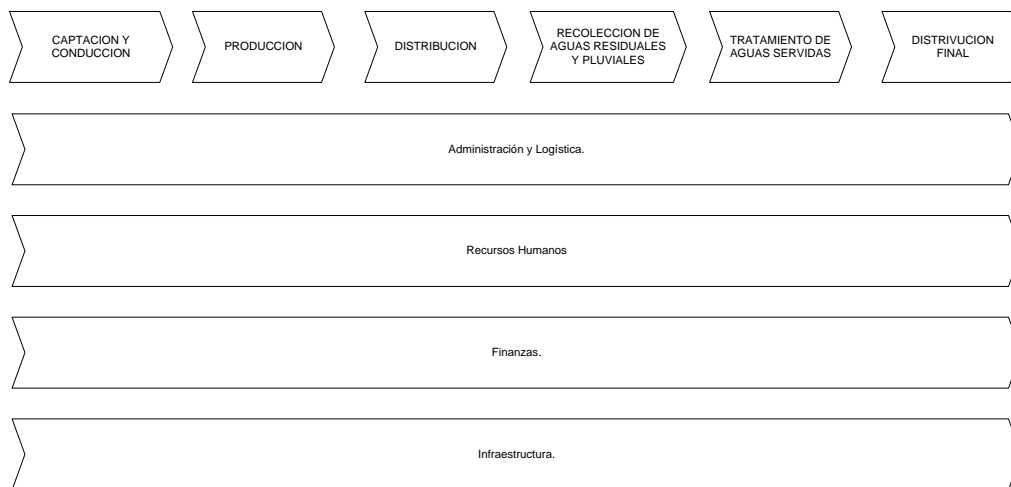 CAPTACION Y
CONDUCCION
PRODUCCION
DISTRIBUCION
RECOLECCION DE
AGUAS RESIDUALES
Y PLUVIALES
TRATAMIENTO DE
AGUAS SERVIDAS
DISTRIVUCION
FINAL
Administración y Logística.
Recursos Humanos
Finanzas.
Infraestructura.